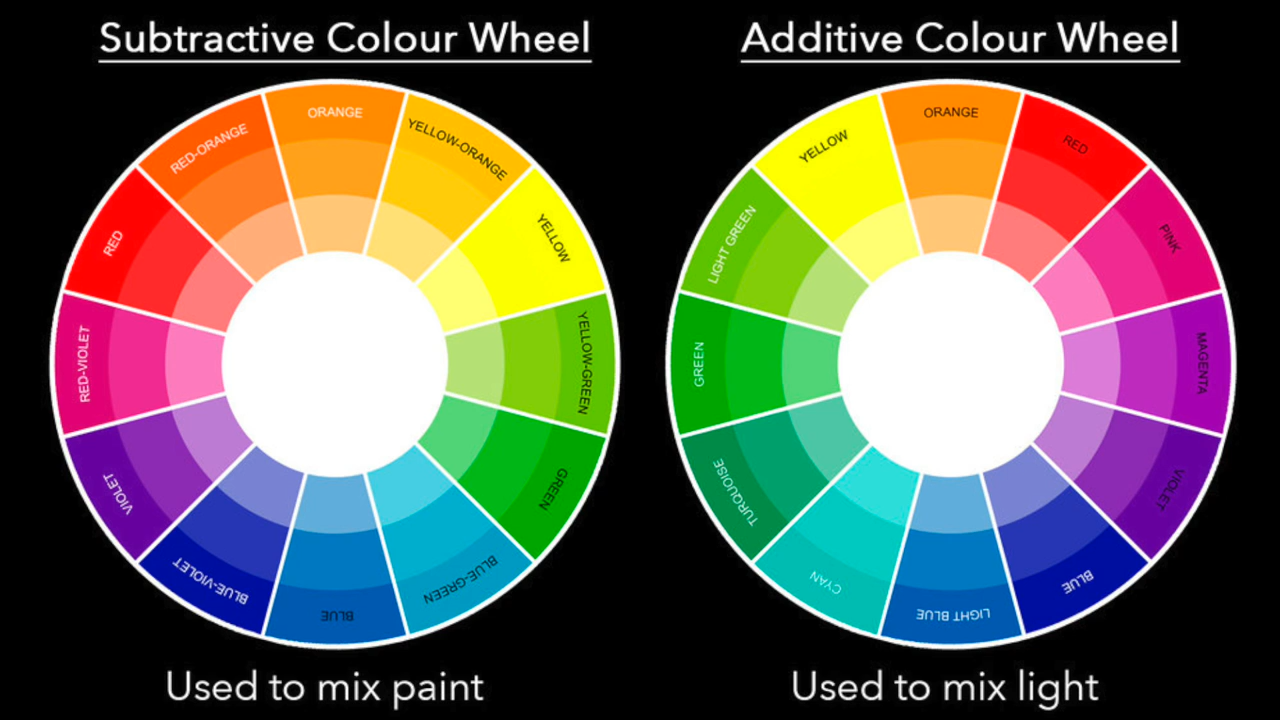 Subtractive Colour Wheel
ORANGE
YELLOW-ORANGE
YELLOW
YELLOW-GREEN
GREEN
BLUE-GREEN
BLUE
BLUE-VIOLET
VIOLET
RED-VIOLET
RED
RED-ORANGE
Used to mix paint
Additive Colour Wheel
ORANGE
RED
PINK
MAGENTA
VIOLET
BLUE
LIGHT BLUE
CYAN
TURQUOISE
GREEN
LIGHT GREEN
YELLOW
Used to mix light